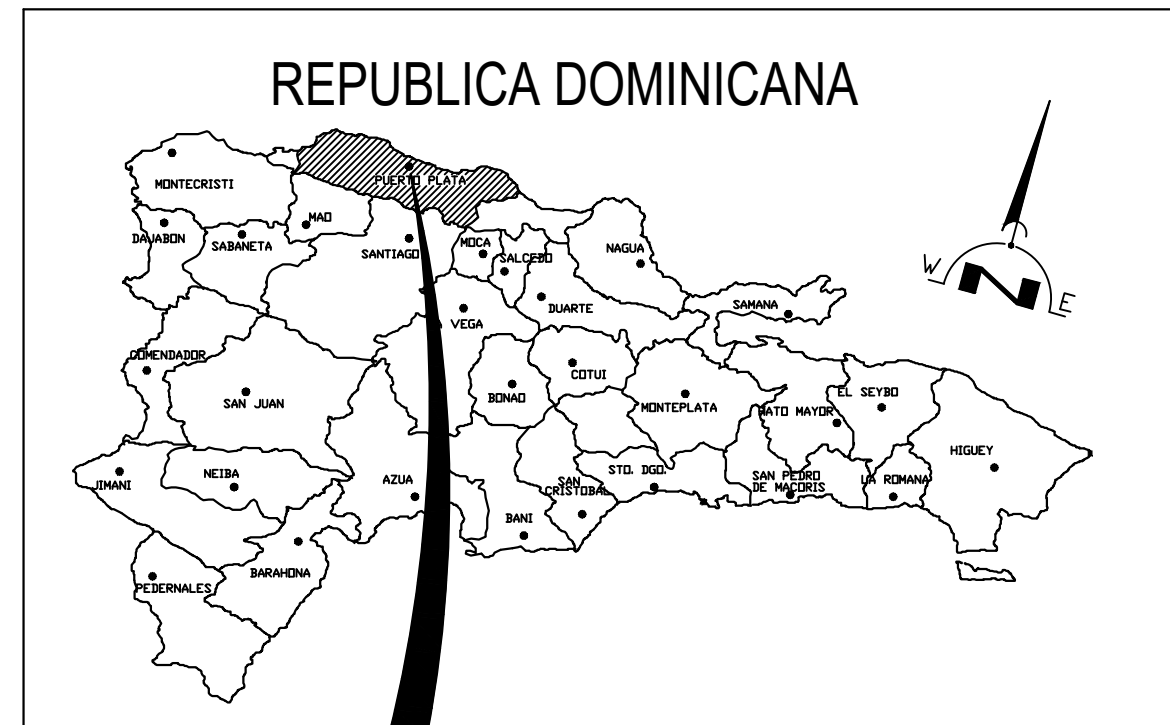 REPUBLICA DOMINICANA
MONTECRISTI
PUERTO PLATA
DAJABON
SABANETA
MAO
SANTIAGO
MOCA
SALCEDO
NAGUA
W
N
E
VEGA
DUARTE
SAMANA
COMENDADOR
SAN JUAN
BONAO
COTUI
MONTEPLATA
HATO MAYOR
EL SEYBO
HIGUEY
JIMANI
NEIBA
AZUA
SAN
CRISTOBAL
STO. DGO.
SAN PEDRO
DE MACORIS
LA ROMANA
BANI
BARAHONA
PEDERNALES